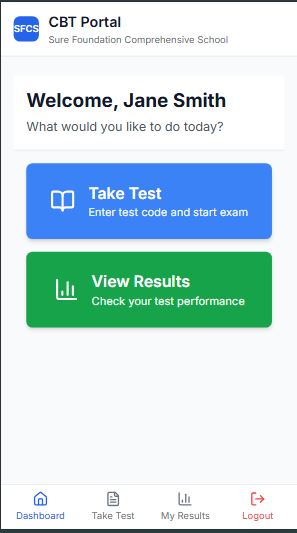 SFCS
CBT Portal
Sure Foundation Comprehensive School
Welcome, Jane Smith
What would you like to do today?
Take Test
Enter test code and start exam
View Results
Check your test performance
Dashboard
Take Test
My Results
Logout